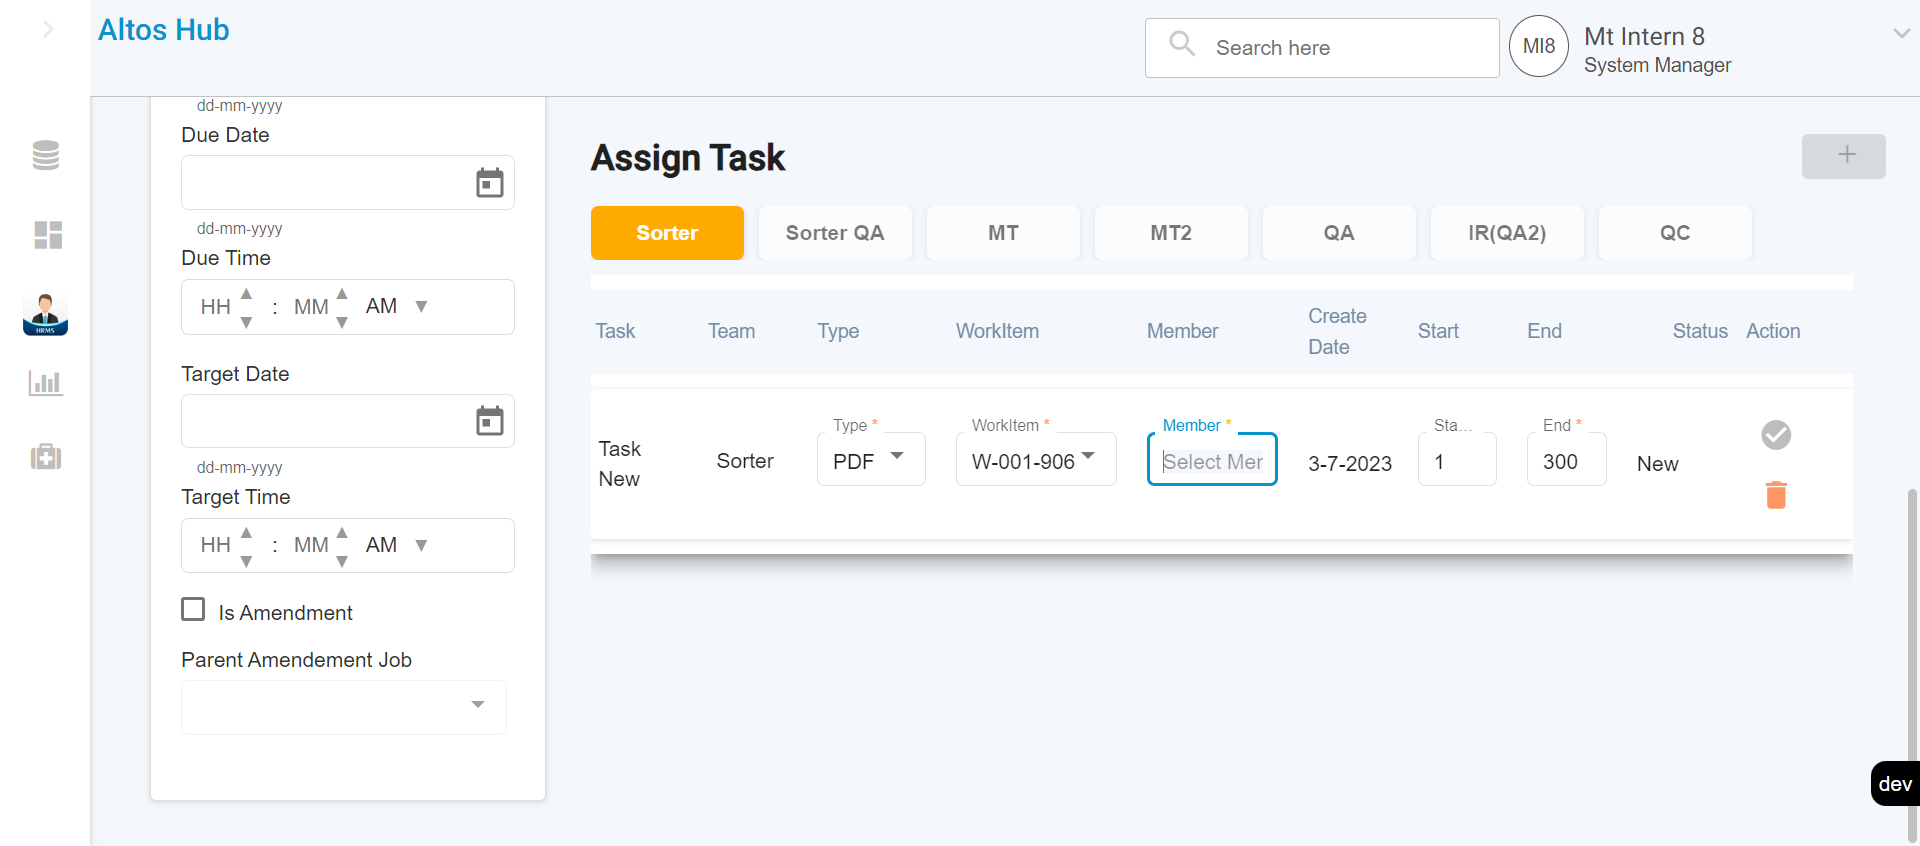 Altos Hub
Search here
MI8
Mt Intern 8
System Manager
HRMS
dd-mm-yyyy
Due Date
dd-mm-yyyy
Due Time
HH : MM AM
Target Date
dd-mm-yyyy
Target Time
HH : MM AM
Is Amendment
Parent Amendement Job
Assign Task
+
Sorter Sorter QA MT MT2 QA IR(QA2) QC
Task Team Type WorkItem Member Create Date Start End Status Action
Type * WorkItem * Member * Sta... End *
Task New Sorter PDF W-001-906 Select Mer 3-7-2023 1 300 New
dev